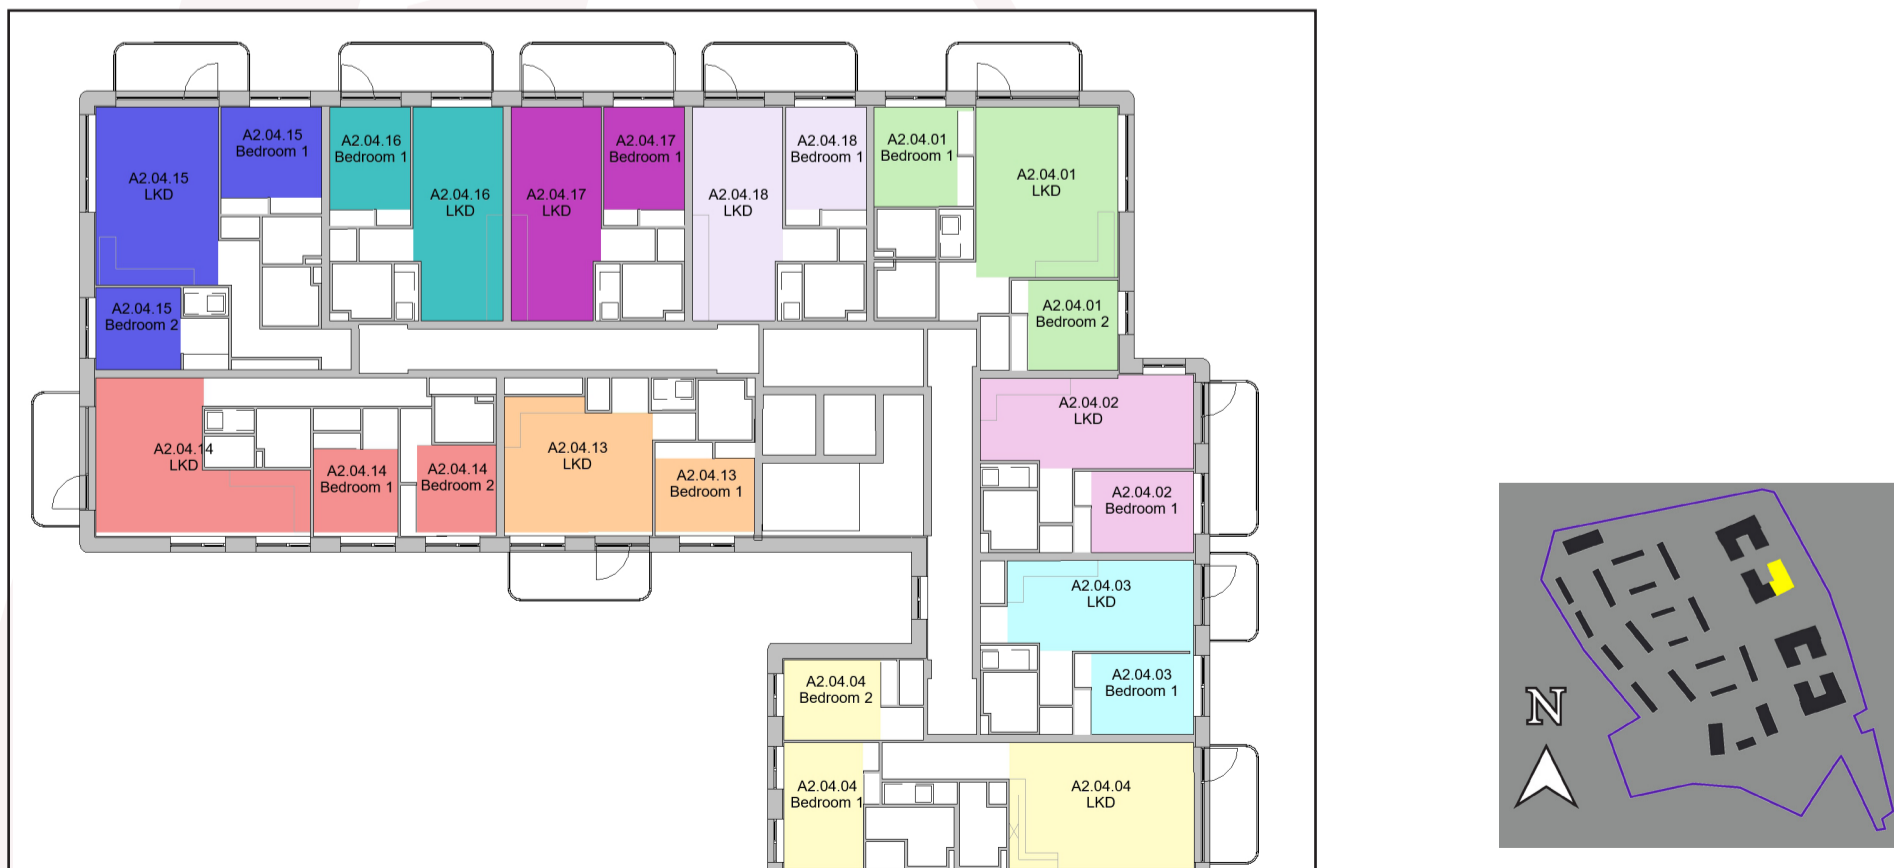 A2.04.15
LKD
A2.04.15
Bedroom 1
A2.04.16
Bedroom 1
A2.04.16
LKD
A2.04.17
LKD
A2.04.17
Bedroom 1
A2.04.18
LKD
A2.04.18
Bedroom 1
A2.04.01
Bedroom 1
A2.04.01
LKD
A2.04.15
Bedroom 2
A2.04.01
Bedroom 2
A2.04.14
LKD
A2.04.14
Bedroom 1
A2.04.14
Bedroom 2
A2.04.13
LKD
A2.04.13
Bedroom 1
A2.04.02
LKD
A2.04.02
Bedroom 1
A2.04.03
LKD
A2.04.03
Bedroom 1
A2.04.04
Bedroom 2
A2.04.04
Bedroom 1
A2.04.04
LKD
N